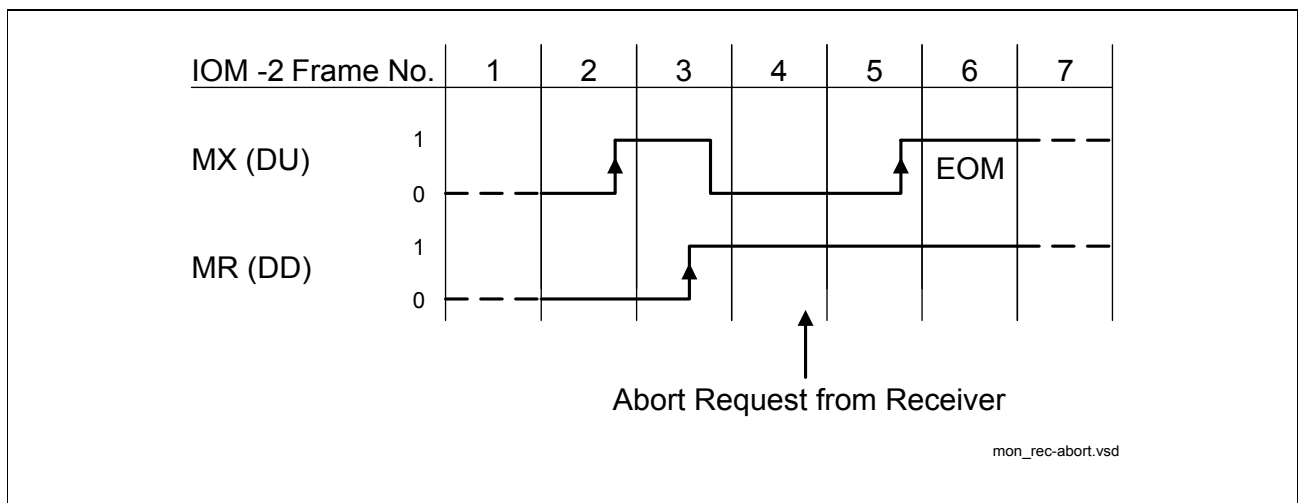 IOM -2 Frame No. 1 2 3 4 5 6 7
1
MX (DU)
EOM
0
1
MR (DD)
0
Abort Request from Receiver
mon_rec-abort.vsd